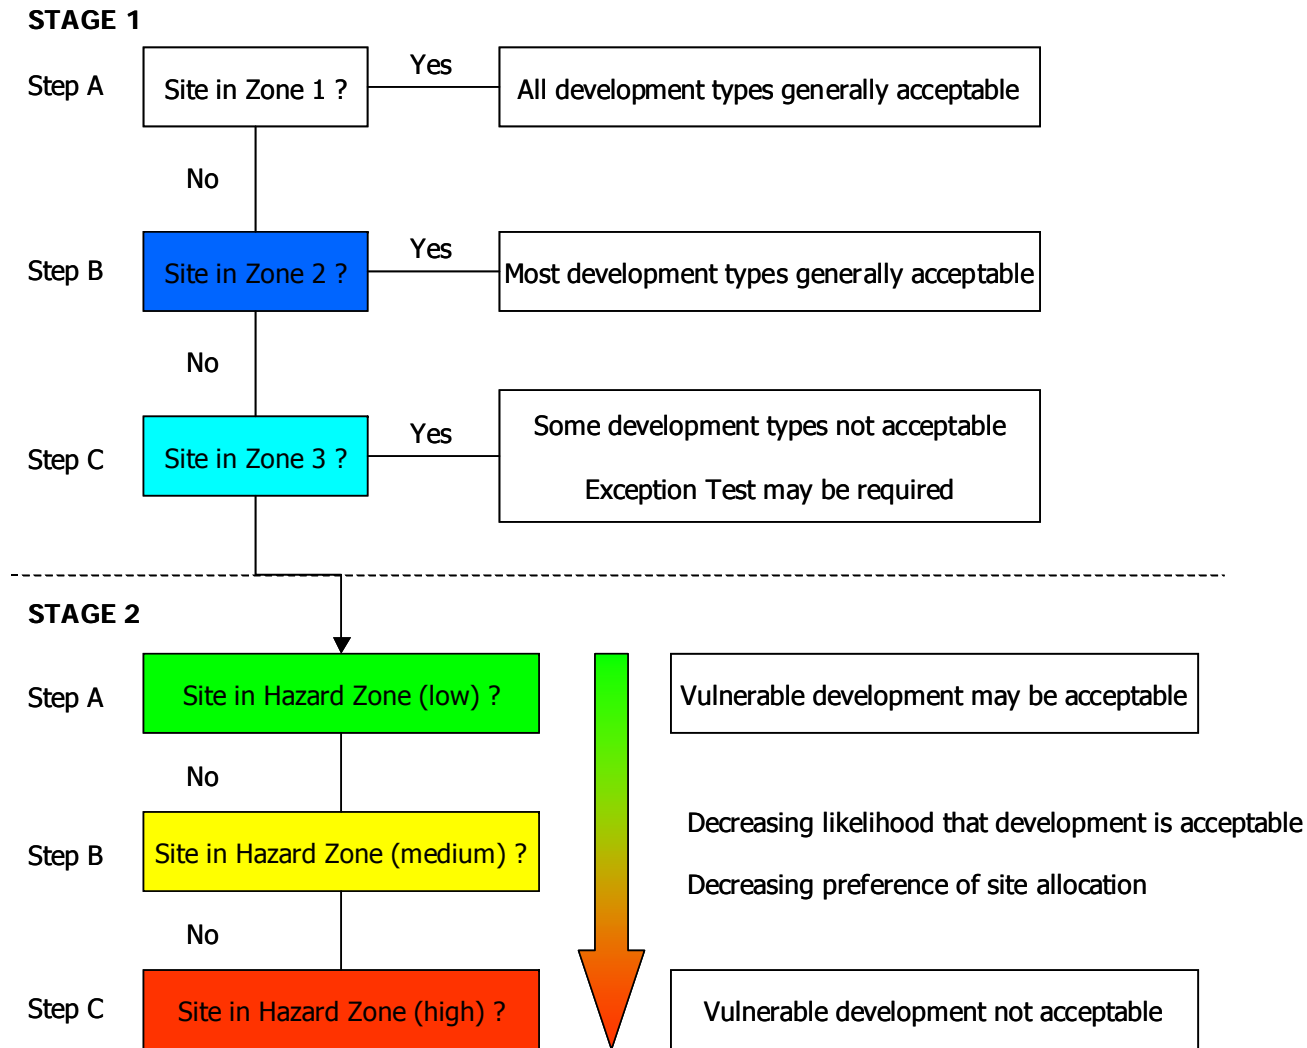 STAGE 1
Step A
Site in Zone 1 ?
Yes
All development types generally acceptable
No
Step B
Site in Zone 2 ?
Yes
Most development types generally acceptable
No
Step C
Site in Zone 3 ?
Yes
Some development types not acceptable
Exception Test may be required
STAGE 2
Step A
Site in Hazard Zone (low) ?
Vulnerable development may be acceptable
No
Decreasing likelihood that development is acceptable
Step B
Site in Hazard Zone (medium) ?
Decreasing preference of site allocation
No
Step C
Site in Hazard Zone (high) ?
Vulnerable development not acceptable